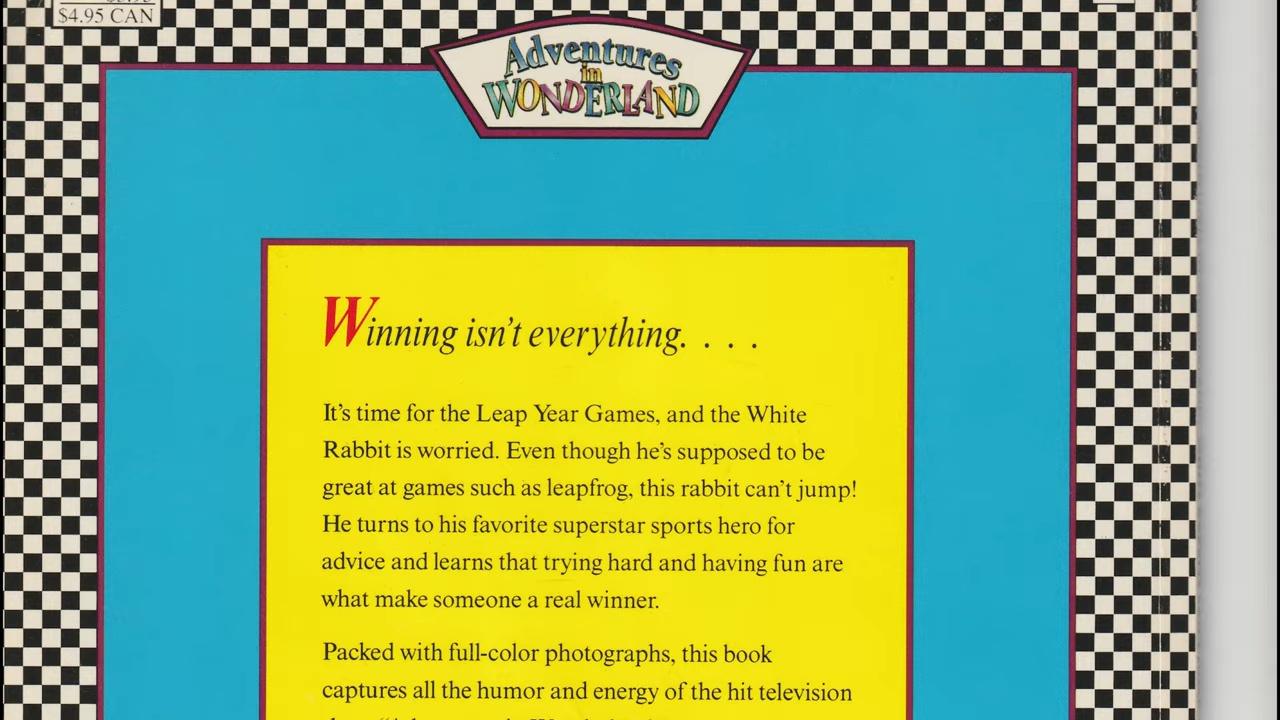 $4.95 CAN
Adventures
in
WONDERLAND
Winning isn't everything. . . .
It's time for the Leap Year Games, and the White
Rabbit is worried. Even though he's supposed to be
great at games such as leapfrog, this rabbit can't jump!
He turns to his favorite superstar sports hero for
advice and learns that trying hard and having fun are
what make someone a real winner.
Packed with full-color photographs, this book
captures all the humor and energy of the hit television